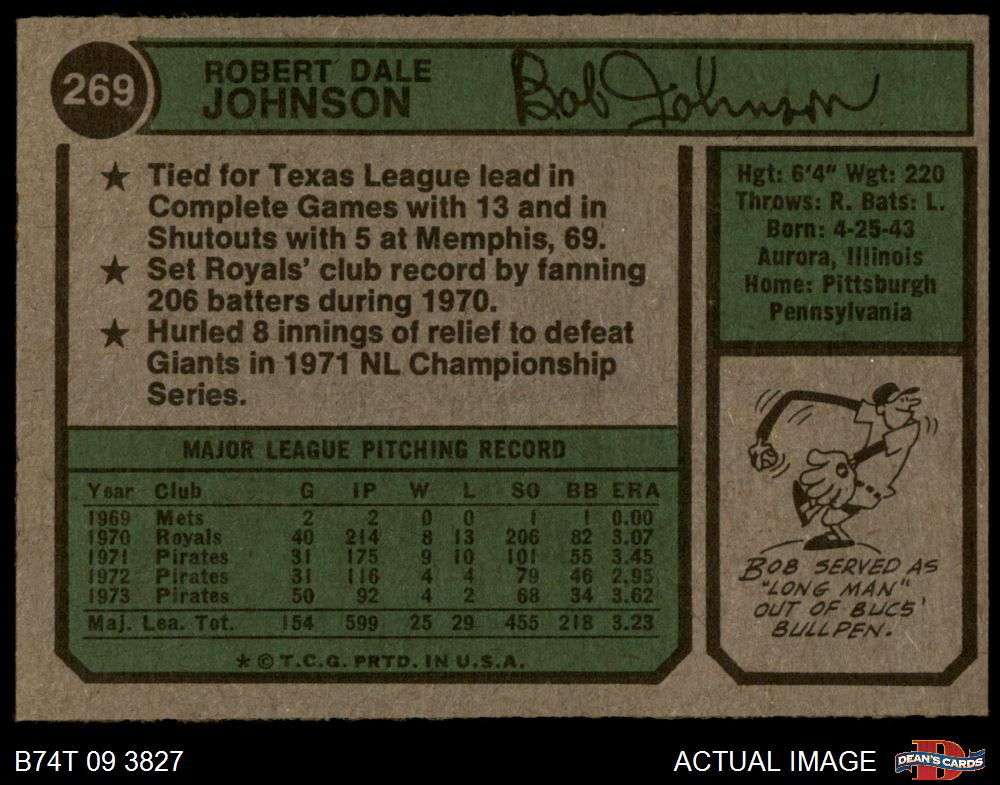 269
ROBERT DALE
JOHNSON
Bob Johnson
★ Tied for Texas League lead in
Complete Games with 13 and in
Shutouts with 5 at Memphis, 69.
★ Set Royals' club record by fanning
206 batters during 1970.
★ Hurled 8 innings of relief to defeat
Giants in 1971 NL Championship
Series.
Hgt: 6'4" Wgt: 220
Throws: R. Bats: L.
Born: 4-25-43
Aurora, Illinois
Home: Pittsburgh
Pennsylvania
MAJOR LEAGUE PITCHING RECORD
Year Club G IP W L SO BB ERA
1969 Mets 2 2 0 0 1 1 0.00
1970 Royals 40 214 8 13 206 82 3.07
1971 Pirates 31 175 9 10 101 55 3.45
1972 Pirates 31 116 4 4 79 46 2.95
1973 Pirates 50 92 4 2 68 34 3.62
Maj. Lea. Tot. 154 599 25 29 455 218 3.23
* © T.C.G. PRTD. IN U.S.A.
BOB SERVED AS
"LONG MAN"
OUT OF BUCS'
BULLPEN.
B74T 09 3827
ACTUAL IMAGE
DEAN'S CARDS